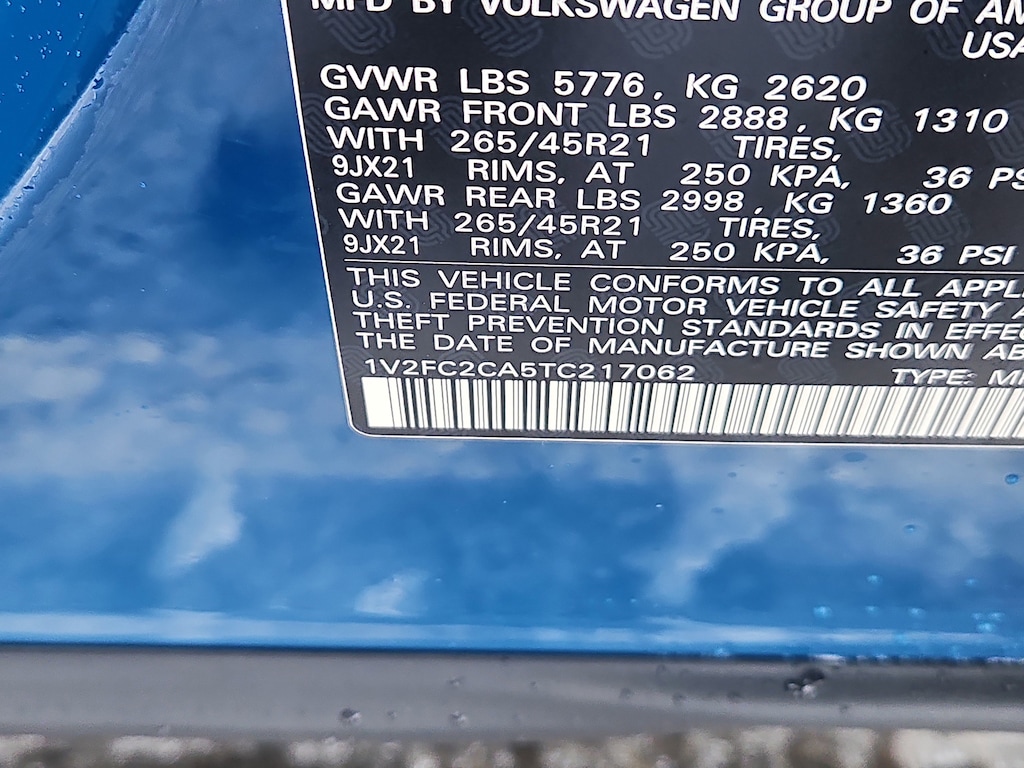 MFD BY VOLKSWAGEN GROUP OF
USA
GVWR LBS 5776, KG 2620
GAWR FRONT LBS 2888, KG 1310
WITH 265/45R21 TIRES,
9JX21 RIMS, AT 250 KPA, 36
GAWR REAR LBS 2998, KG 1360
WITH 265/45R21 TIRES,
9JX21 RIMS, AT 250 KPA, 36 PSI
THIS VEHICLE CONFORMS TO ALL
U.S. FEDERAL MOTOR VEHICLE SAFETY
THEFT PREVENTION STANDARDS IN
THE DATE OF MANUFACTURE SHOWN
1V2FC2CA5TC217062 TYPE: